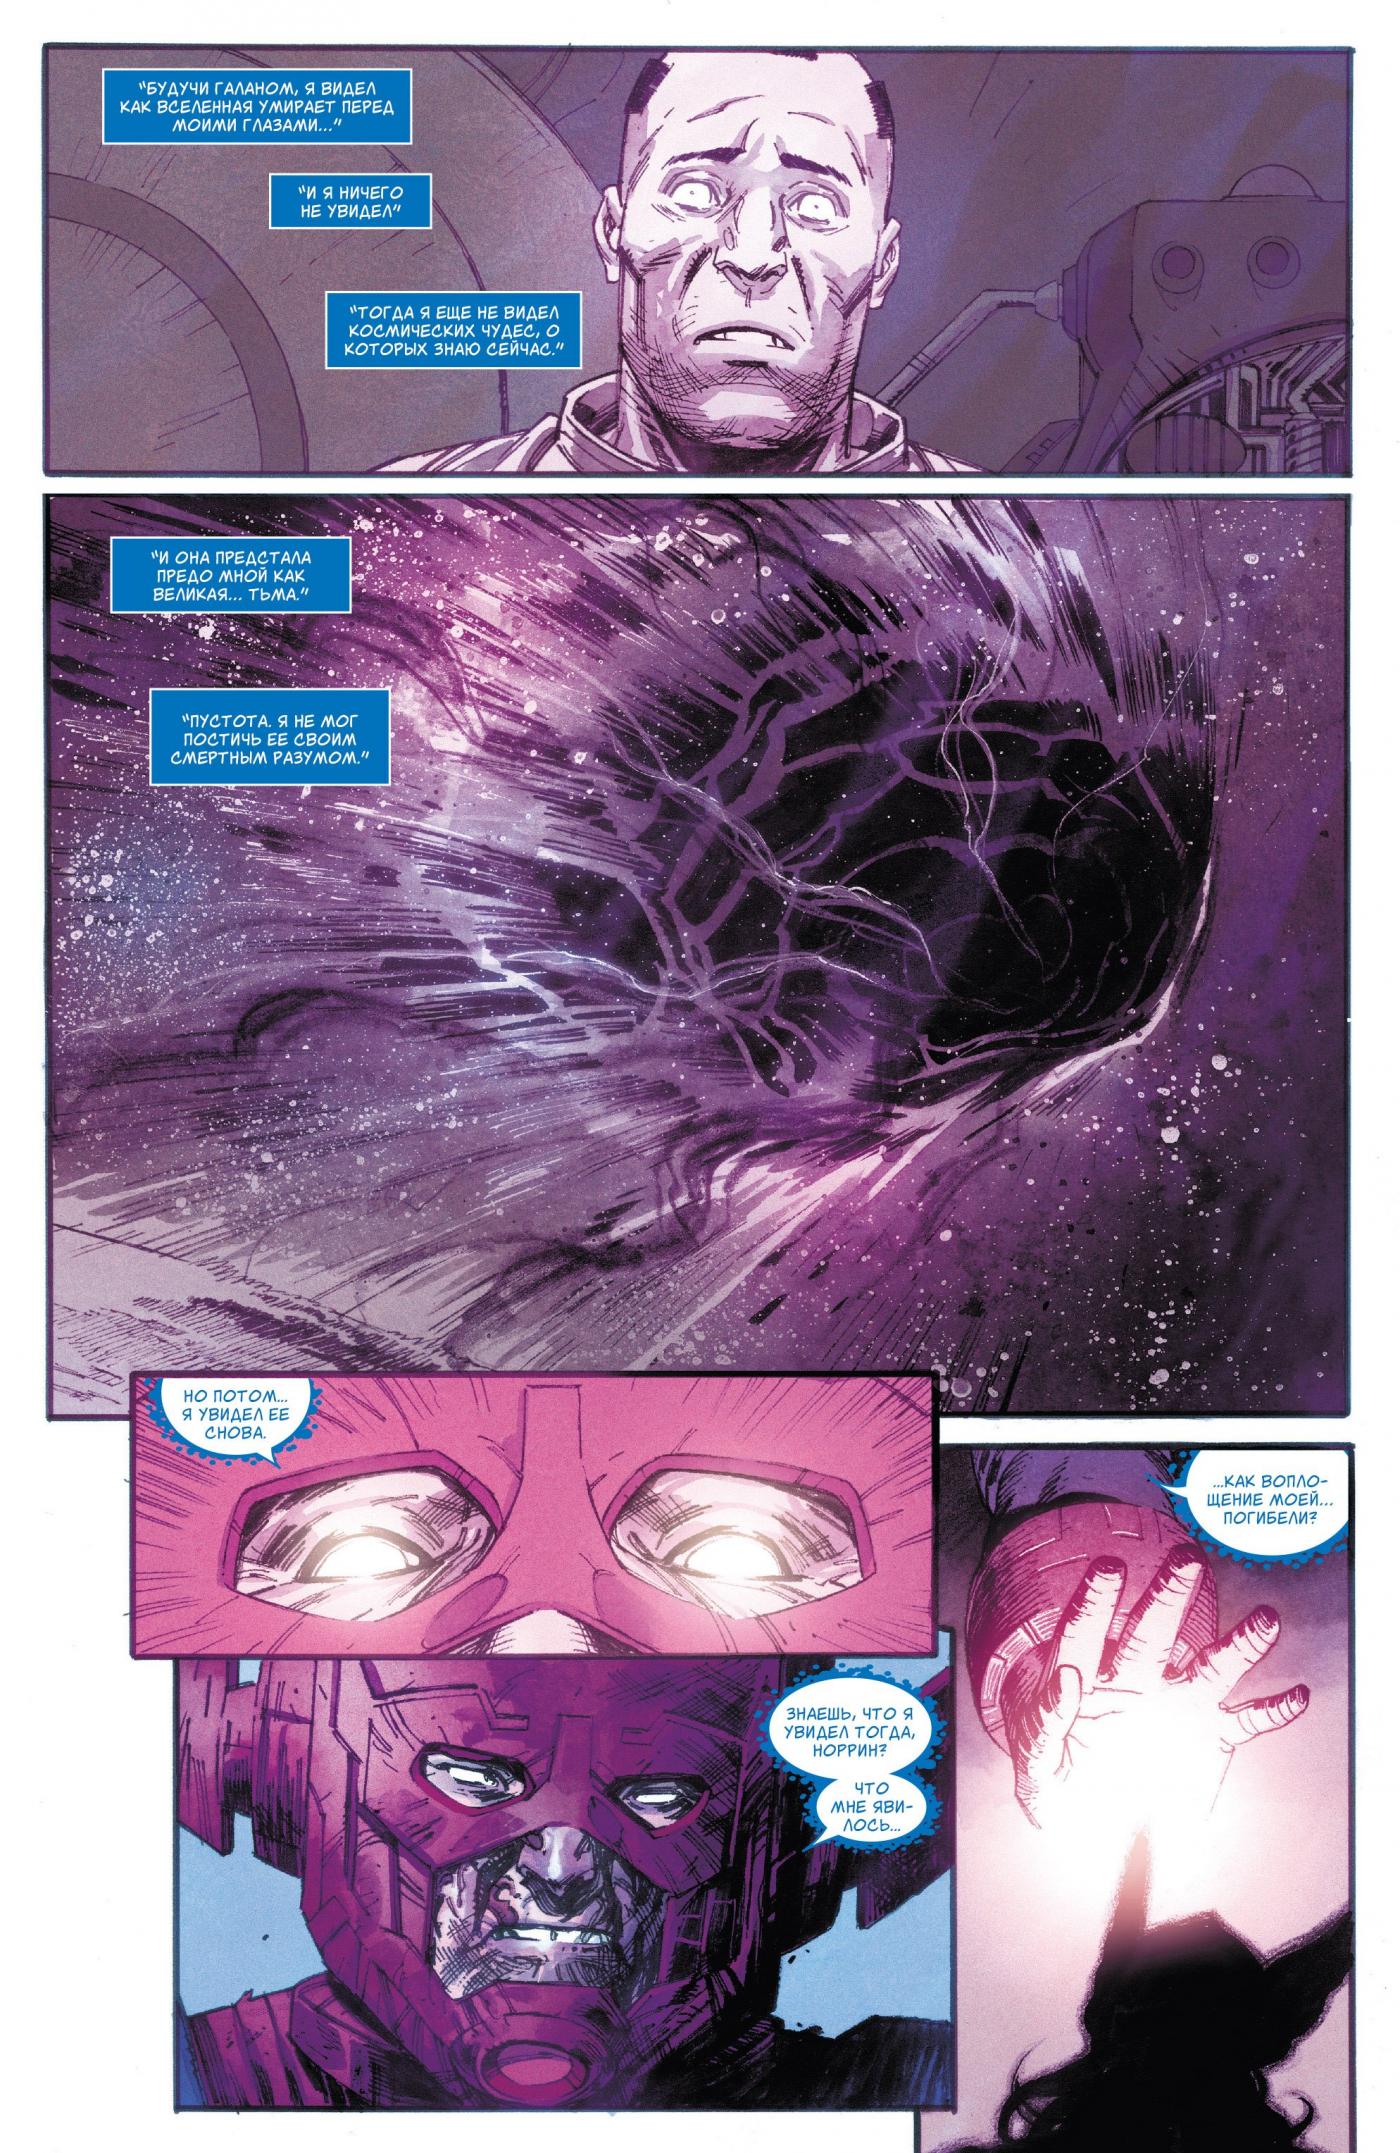 "БУДУЧИ ГАЛАНОМ, Я ВИДЕЛ
КАК ВСЕЛЕННАЯ УМИРАЕТ ПЕРЕД
МОИМИ ГЛАЗАМИ..."
"И Я НИЧЕГО
НЕ УВИДЕЛ"
"ТОГДА Я ЕЩЕ НЕ ВИДЕЛ
КОСМИЧЕСКИХ ЧУДЕС, О
КОТОРЫХ ЗНАЮ СЕЙЧАС."
"И ОНА ПРЕДСТАЛА
ПРЕДО МНОЙ КАК
ВЕЛИКАЯ... ТЬМА."
"ПУСТОТА. Я НЕ МОГ
ПОСТИЧЬ ЕЕ СВОИМ
СМЕРТНЫМ РАЗУМОМ."
НО ПОТОМ...
Я УВИДЕЛ ЕЕ
СНОВА.
ЗНАЕШЬ, ЧТО Я
УВИДЕЛ ТОГДА,
НОРРИН?
ЧТО
МНЕ ЯВИ-
ЛОСЬ...
...КАК ВОПЛО-
ЩЕНИЕ МОЕЙ...
ПОГИБЕЛИ?